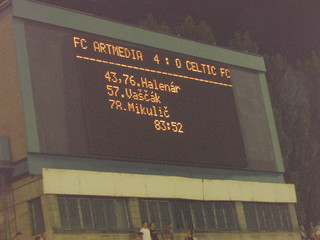 FC ARTMEDIA 4 : 0 CELTIC FC
43,76.Halenár
57.Vaščák
78.Mikulič
83:52